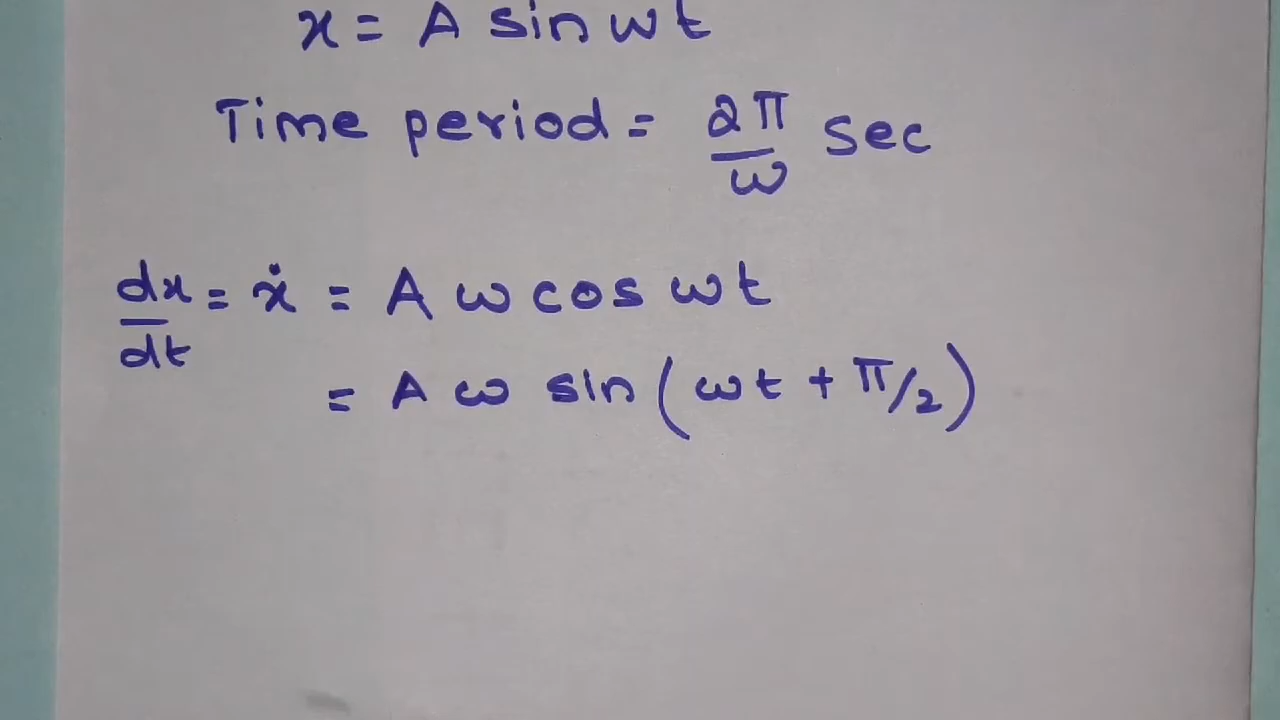 x = A sin ωt
Time period = 2π/ω sec
dx/dt = ẋ = A ω cos ωt
= A ω sin (ωt + π/2)